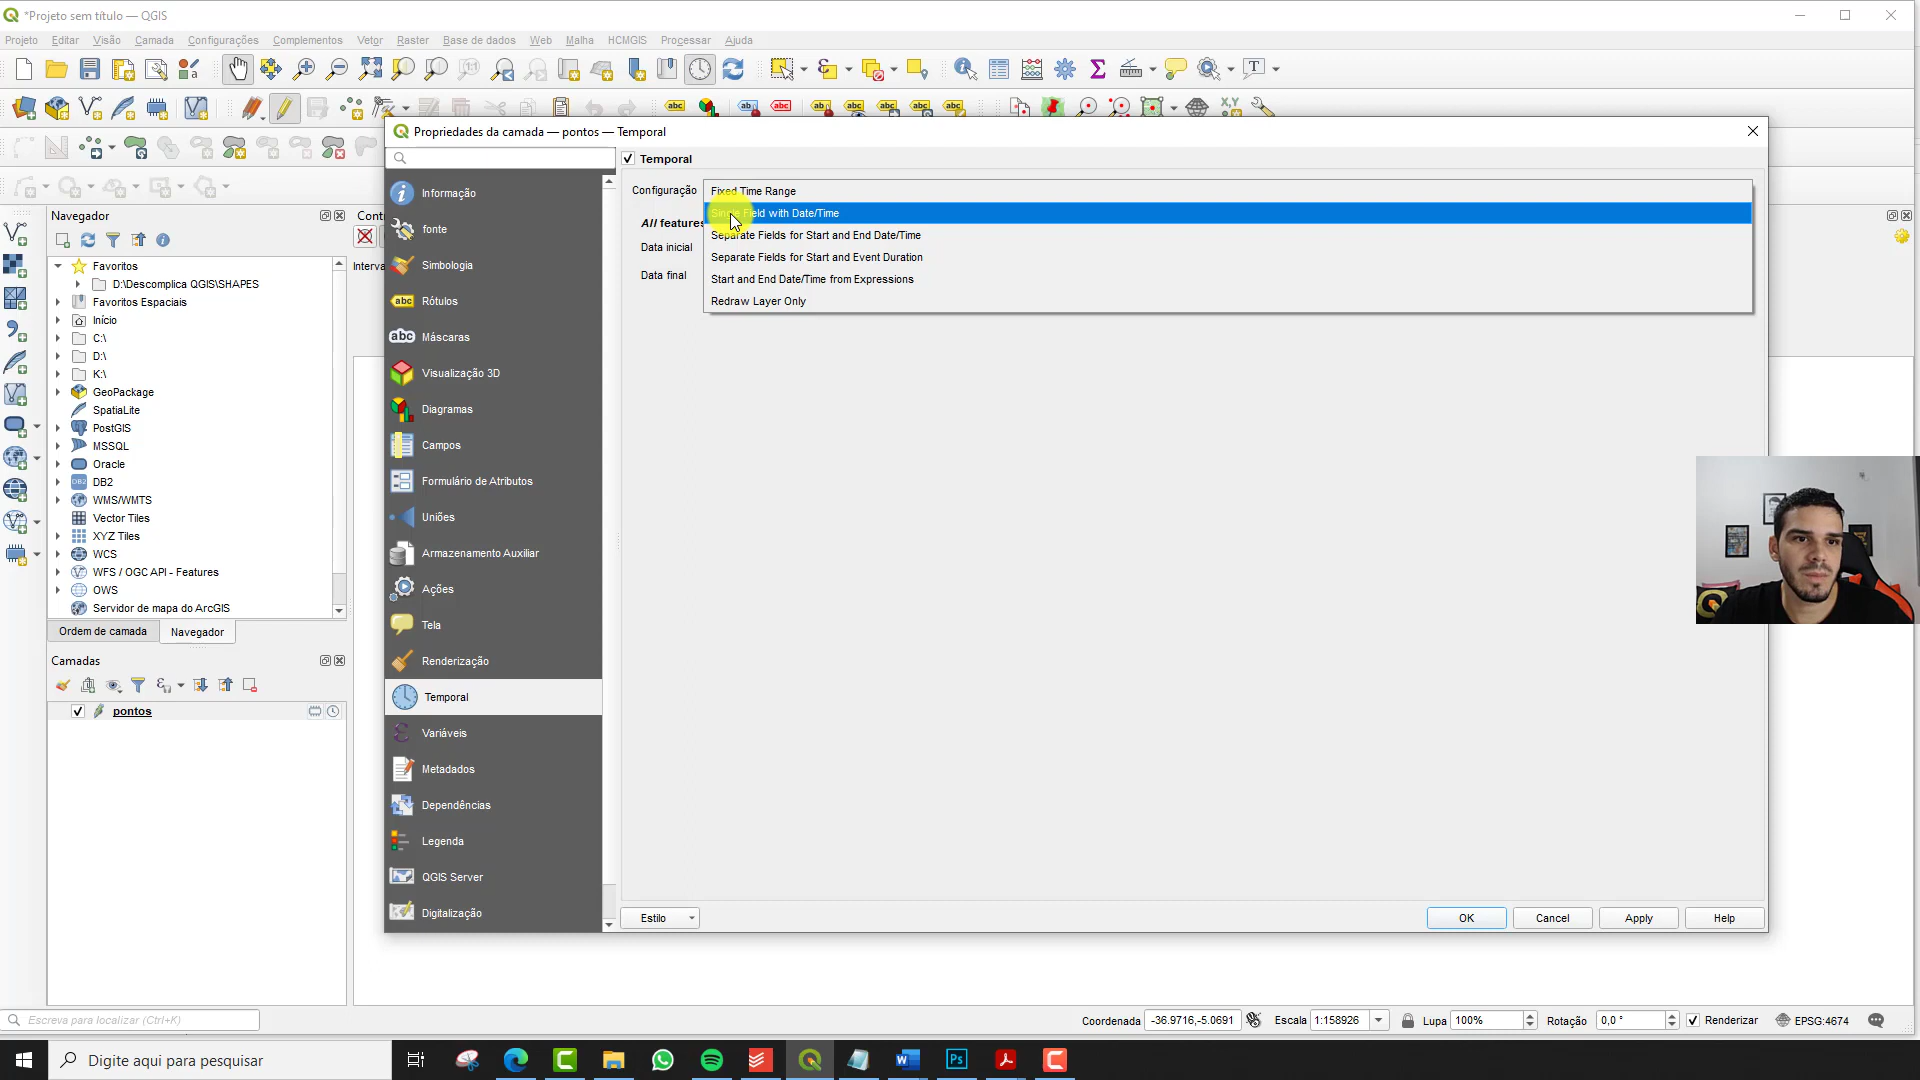 *Projeto sem título — QGIS
Projeto Editar Visão Camada Configurações Complementos Vetor Raster Base de dados Web Malha HCMGIS Processar Ajuda
Propriedades da camada — pontos — Temporal
Temporal
Configuração
Fixed Time Range
Single Field with Date/Time
Separate Fields for Start and End Date/Time
Separate Fields for Start and Event Duration
Start and End Date/Time from Expressions
Redraw Layer Only
All features
Data inicial
Data final
Informação
fonte
Simbologia
Rótulos
Máscaras
Visualização 3D
Diagramas
Campos
Formulário de Atributos
Uniões
Armazenamento Auxiliar
Ações
Tela
Renderização
Temporal
Variáveis
Metadados
Dependências
Legenda
QGIS Server
Digitalização
Estilo
OK Cancel Apply Help
Navegador
Favoritos
D:\Descomplica QGIS\SHAPES
Favoritos Espaciais
Início
C:\
D:\
K:\
GeoPackage
SpatiaLite
PostGIS
MSSQL
Oracle
DB2
WMS/WMTS
Vector Tiles
XYZ Tiles
WCS
WFS / OGC API - Features
OWS
Servidor de mapa do ArcGIS
Ordem de camada Navegador
Camadas
pontos
Escreva para localizar (Ctrl+K)
Coordenada -36.9716,-5.0691 Escala 1:158926 Lupa 100% Rotação 0,0 ° Renderizar EPSG:4674
Digite aqui para pesquisar